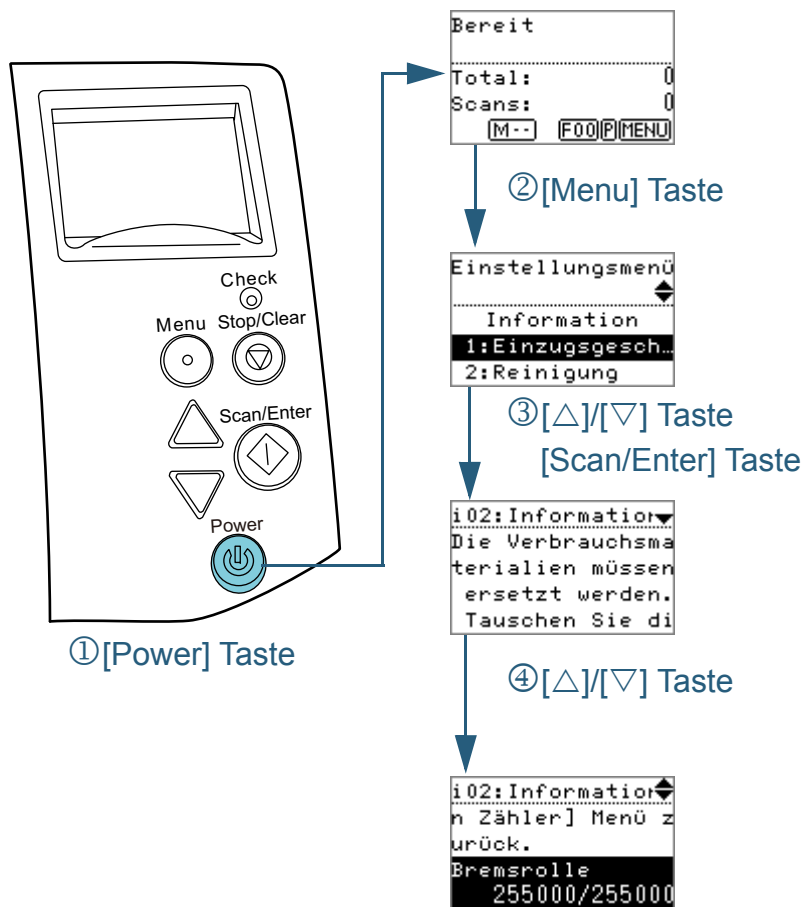 Check
Menu Stop/Clear
Scan/Enter
Power
①[Power] Taste
Bereit
Total: 0
Scans: 0
M-- F00 P MENU
②[Menu] Taste
Einstellungsmenü
Information
1:Einzugsgesch…
2:Reinigung
③[△]/[▽] Taste
[Scan/Enter] Taste
i02:Information
Die Verbrauchsma
terialien müssen
ersetzt werden.
Tauschen Sie di
④[△]/[▽] Taste
i02:Information
n Zähler] Menü z
urück.
Bremsrolle
255000/255000